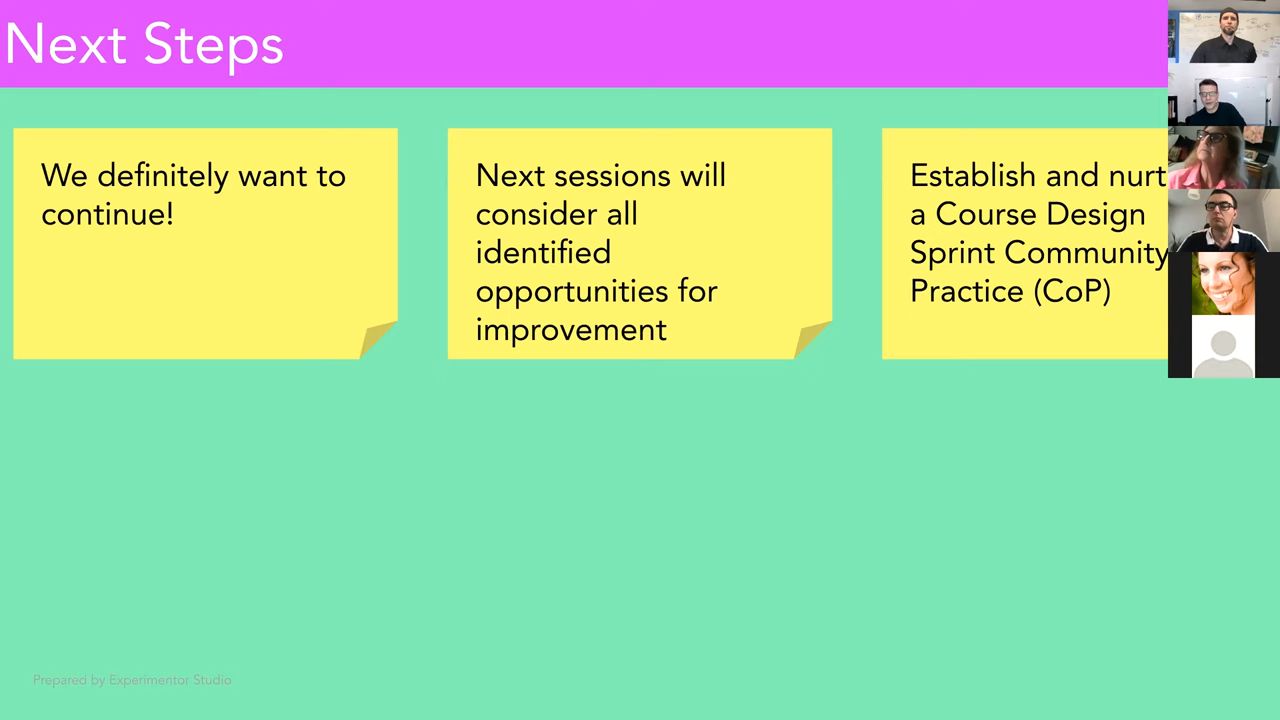 Next Steps
We definitely want to
continue!
Next sessions will
consider all
identified
opportunities for
improvement
Establish and nurt
a Course Design
Sprint Community
Practice (CoP)
Prepared by Experimentor Studio